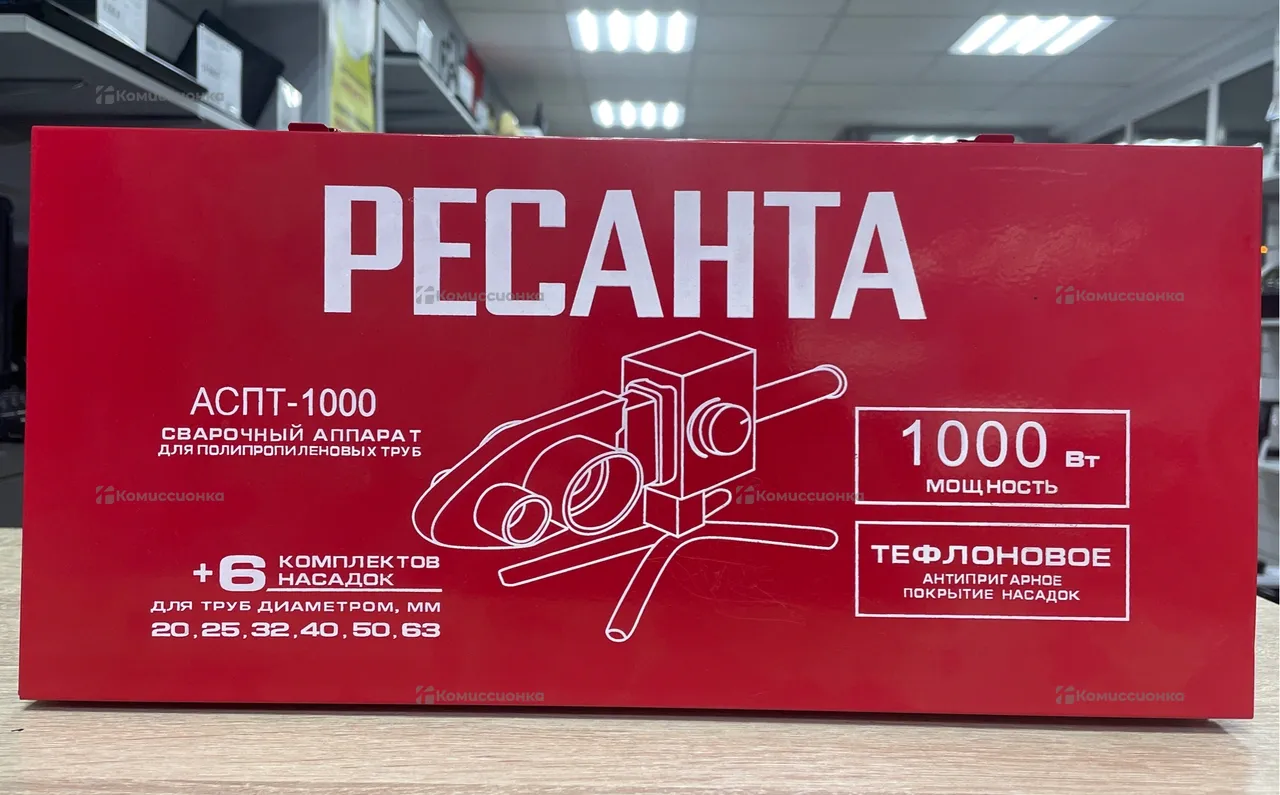 РЕСАНТА
АСПТ-1000
СВАРОЧНЫЙ АППАРАТ
ДЛЯ ПОЛИПРОПИЛЕНОВЫХ ТРУБ
+6 КОМПЛЕКТОВ
НАСАДОК
ДЛЯ ТРУБ ДИАМЕТРОМ, ММ
20, 25, 32, 40, 50, 63
1000 Вт
МОЩНОСТЬ
ТЕФЛОНОВОЕ
АНТИПРИГАРНОЕ
ПОКРЫТИЕ НАСАДОК
Комиссионка
Комиссионка
Комиссионка
Комиссионка
Комиссионка
Комиссионка
Комиссионка